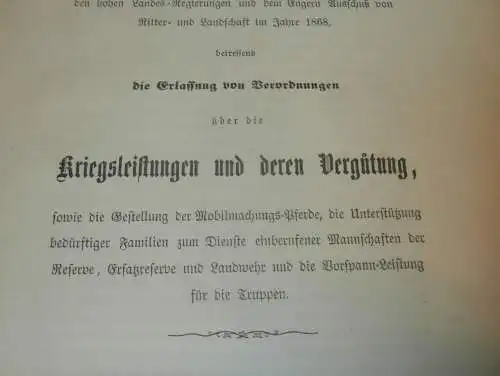 den hohen Landes-Regierungen und dem Engern Ausschuß von
Ritter- und Landschaft im Jahre 1868,
betreffend
die Erlassung von Verordnungen
über die
Kriegsleistungen und deren Vergütung,
sowie die Gestellung der Mobilmachungs-Pferde, die Unterstützung
bedürftiger Familien zum Dienste einberufener Mannschaften der
Reserve, Ersatzreserve und Landwehr und die Vorspann-Leistung
für die Truppen.